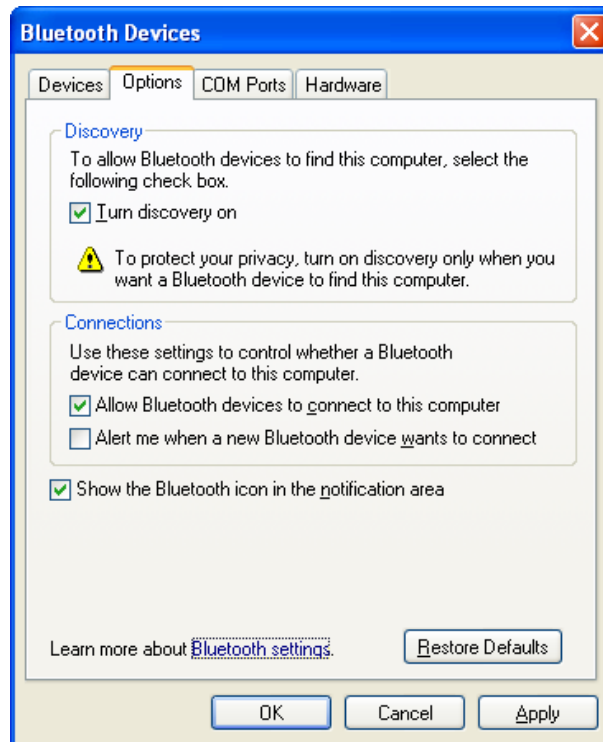 Bluetooth Devices
Devices
Options
COM Ports
Hardware
Discovery
To allow Bluetooth devices to find this computer, select the
following check box.
Turn discovery on
To protect your privacy, turn on discovery only when you
want a Bluetooth device to find this computer.
Connections
Use these settings to control whether a Bluetooth
device can connect to this computer.
Allow Bluetooth devices to connect to this computer
Alert me when a new Bluetooth device wants to connect
Show the Bluetooth icon in the notification area
Learn more about Bluetooth settings.
Restore Defaults
OK
Cancel
Apply